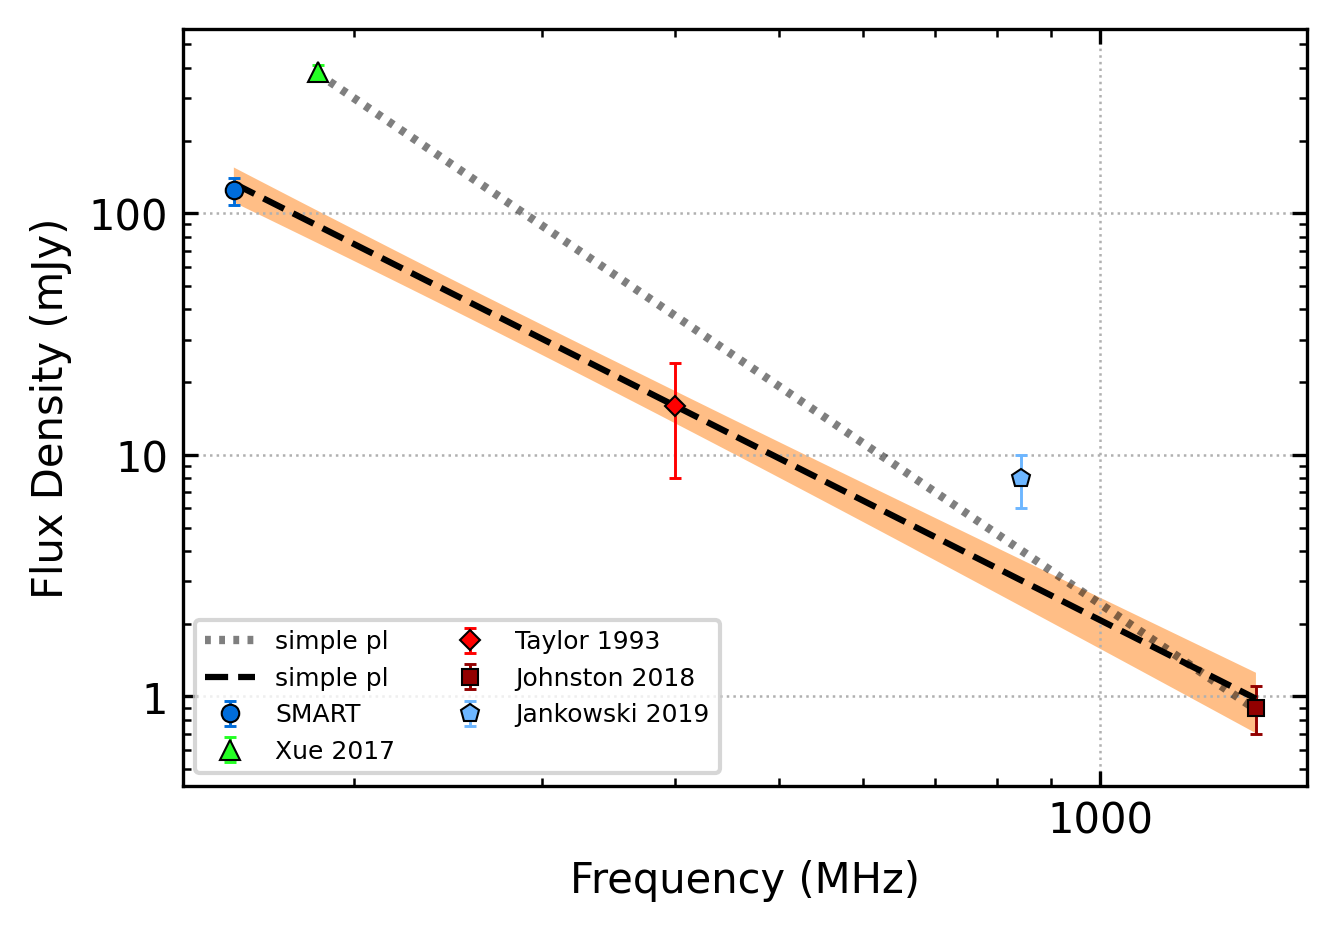 Flux Density (mJy)
100
10
1
simple pl
simple pl
SMART
Xue 2017
Taylor 1993
Johnston 2018
Jankowski 2019
1000
Frequency (MHz)